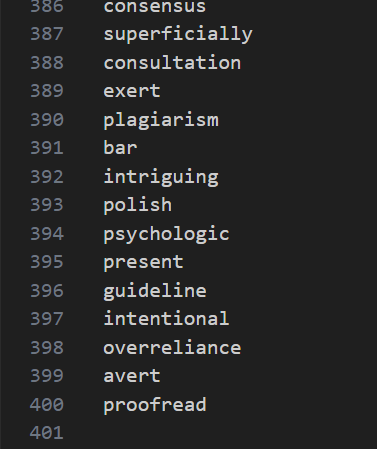 386 consensus
387 superficially
388 consultation
389 exert
390 plagiarism
391 bar
392 intriguing
393 polish
394 psychologic
395 present
396 guideline
397 intentional
398 overreliance
399 avert
400 proofread
401